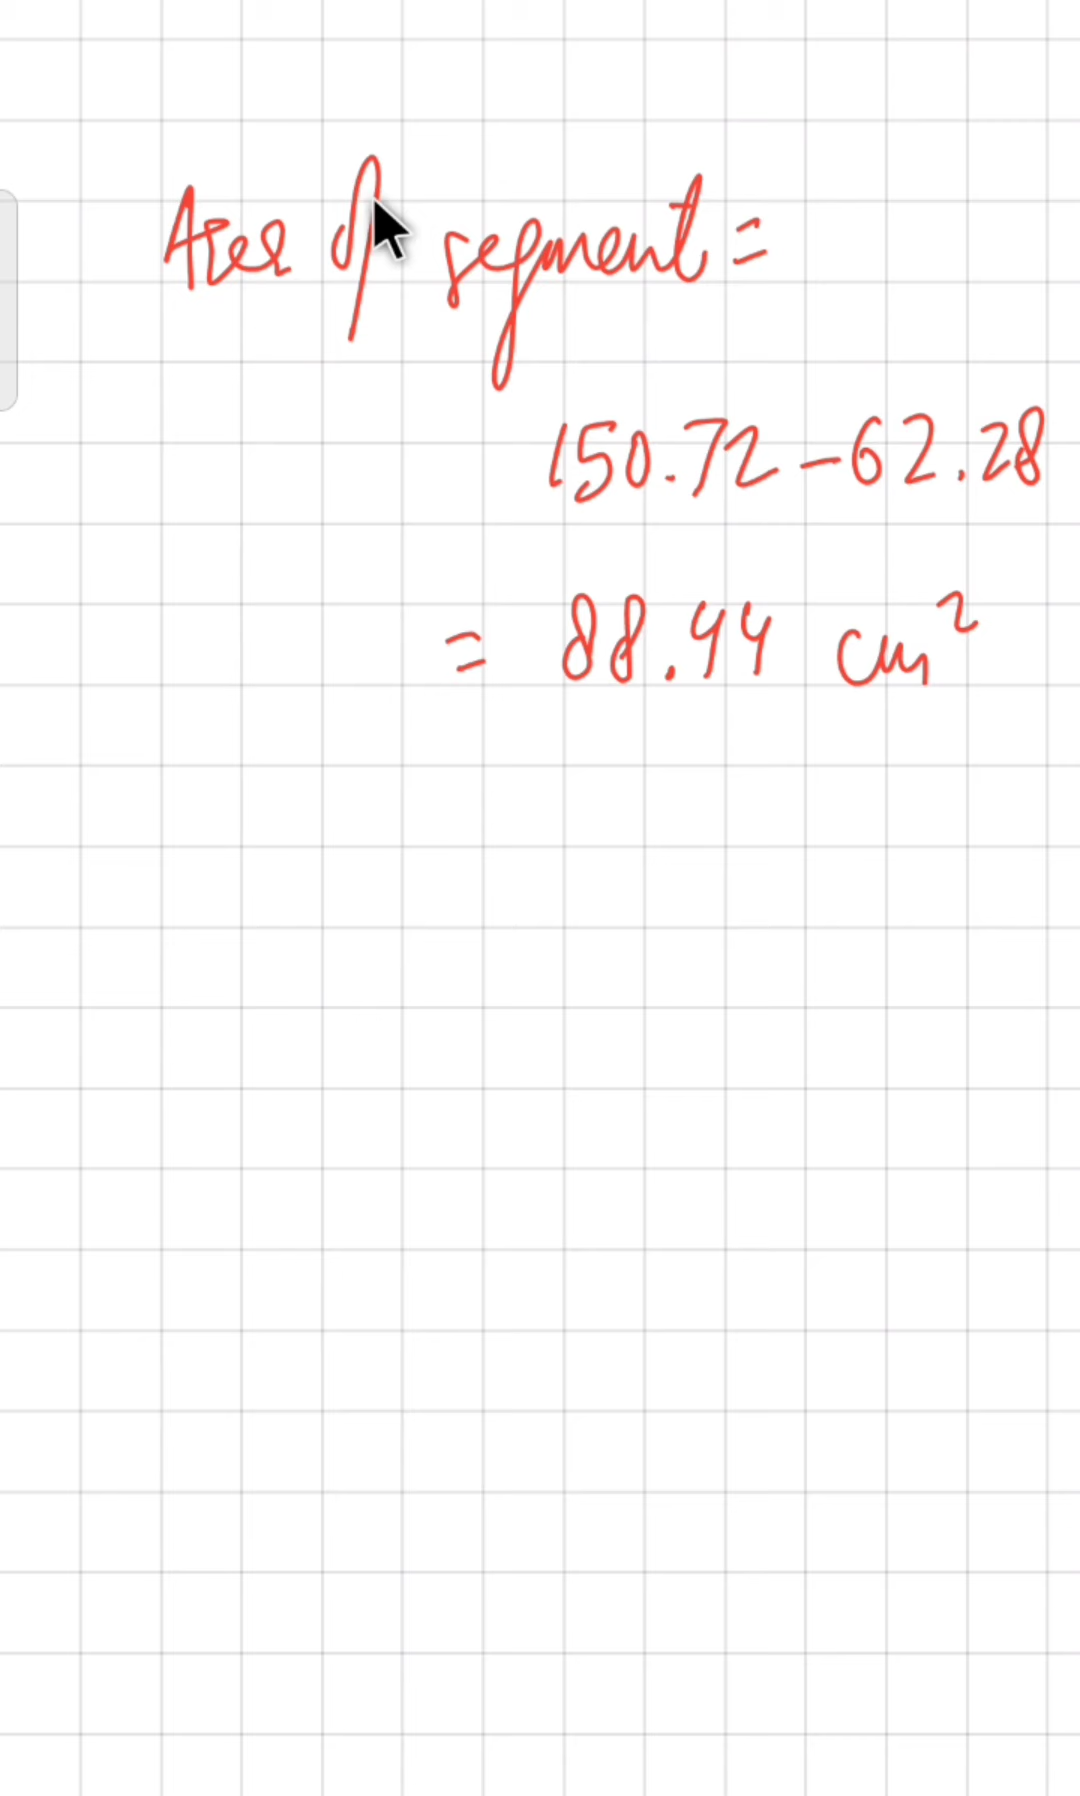 Area of segment =
150.72 - 62.28
= 88.44 cm²